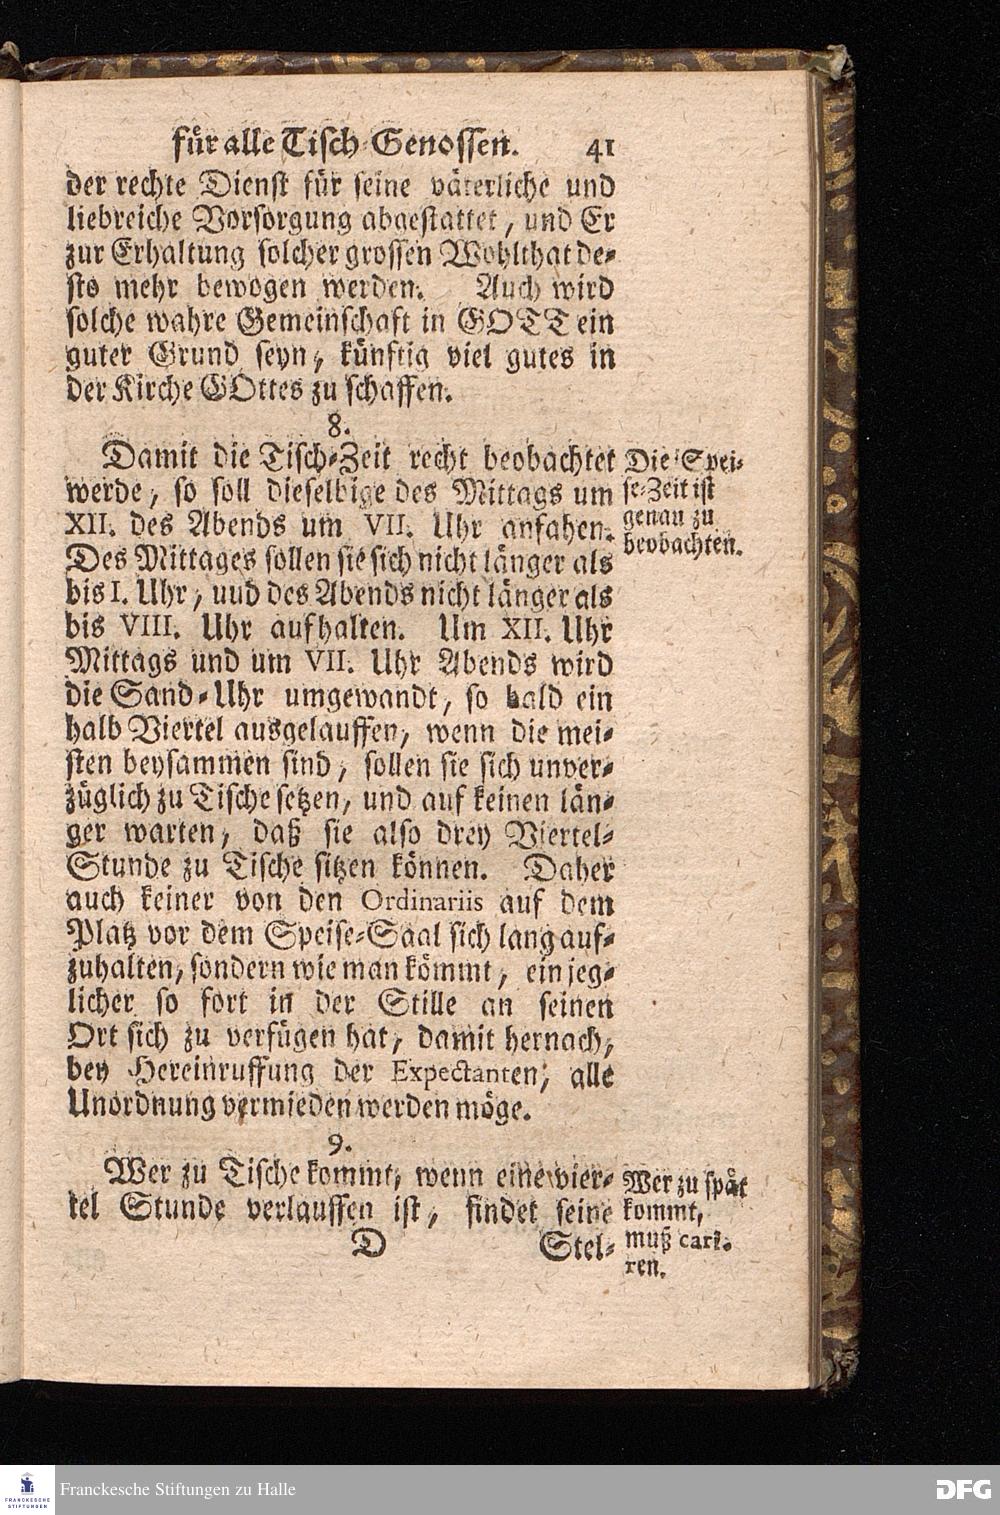 für alle Tisch-Genossen. 41
der rechte Dienst für seine väterliche und
liebreiche Vorsorgung abgestattet, und Er
zur Erhaltung solcher grossen Wohlthat de-
sto mehr bewogen werden. Auch wird
solche wahre Gemeinschaft in GOTT ein
guter Grund seyn, künftig viel gutes in
der Kirche GOttes zu schaffen.
8.
Damit die Tisch-Zeit recht beobachtet
werde, so soll dieselbige des Mittags um
XII. des Abends um VII. Uhr anfahen.
Des Mittages sollen sie sich nicht länger als
bis I. Uhr, uud des Abends nicht länger als
bis VIII. Uhr aufhalten. Um XII. Uhr
Mittags und um VII. Uhr Abends wird
die Sand-Uhr umgewandt, so bald ein
halb Viertel ausgelauffen, wenn die mei-
sten beysammen sind, sollen sie sich unver-
züglich zu Tische setzen, und auf keinen län-
ger warten, daß sie also drey Viertel-
Stunde zu Tische sitzen können. Daher
auch keiner von den Ordinariis auf dem
Platz vor dem Speise-Saal sich lang auf-
zuhalten, sondern wie man kömmt, ein jeg-
licher so fort in der Stille an seinen
Ort sich zu verfügen hat, damit hernach,
bey Hereinruffung der Expectanten, alle
Unordnung vermieden werden möge.
Die Spei-
se-Zeit ist
genau zu
beobachten.
9.
Wer zu Tische kommt, wenn eine vier-
tel Stunde verlauffen ist, findet seine
D Stel-
Wer zu spät
kommt,
muß cari-
ren.
FRANCKESCHE
STIFTUNGEN
Franckesche Stiftungen zu Halle
DFG